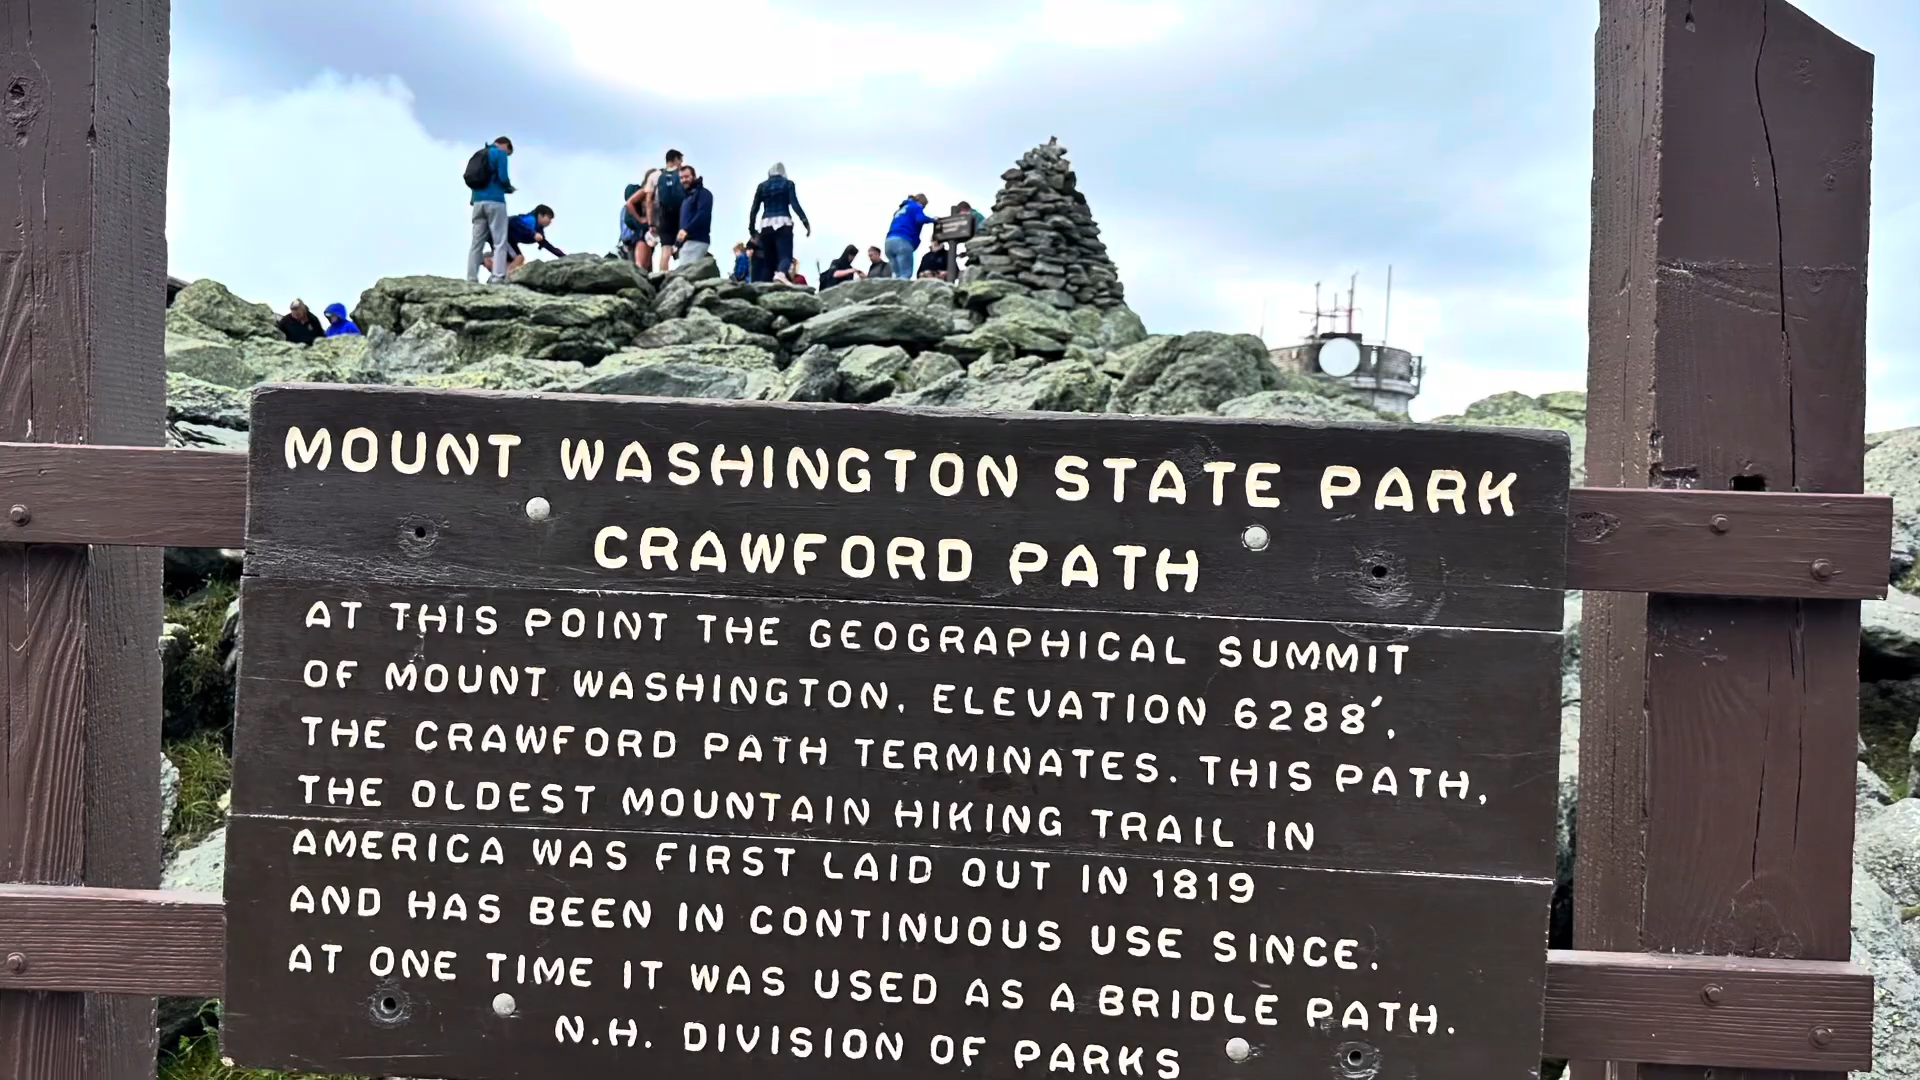 MOUNT WASHINGTON STATE PARK
CRAWFORD PATH
AT THIS POINT THE GEOGRAPHICAL SUMMIT
OF MOUNT WASHINGTON, ELEVATION 6288',
THE CRAWFORD PATH TERMINATES. THIS PATH,
THE OLDEST MOUNTAIN HIKING TRAIL IN
AMERICA WAS FIRST LAID OUT IN 1819
AND HAS BEEN IN CONTINUOUS USE SINCE.
AT ONE TIME IT WAS USED AS A BRIDLE PATH.
N.H. DIVISION OF PARKS